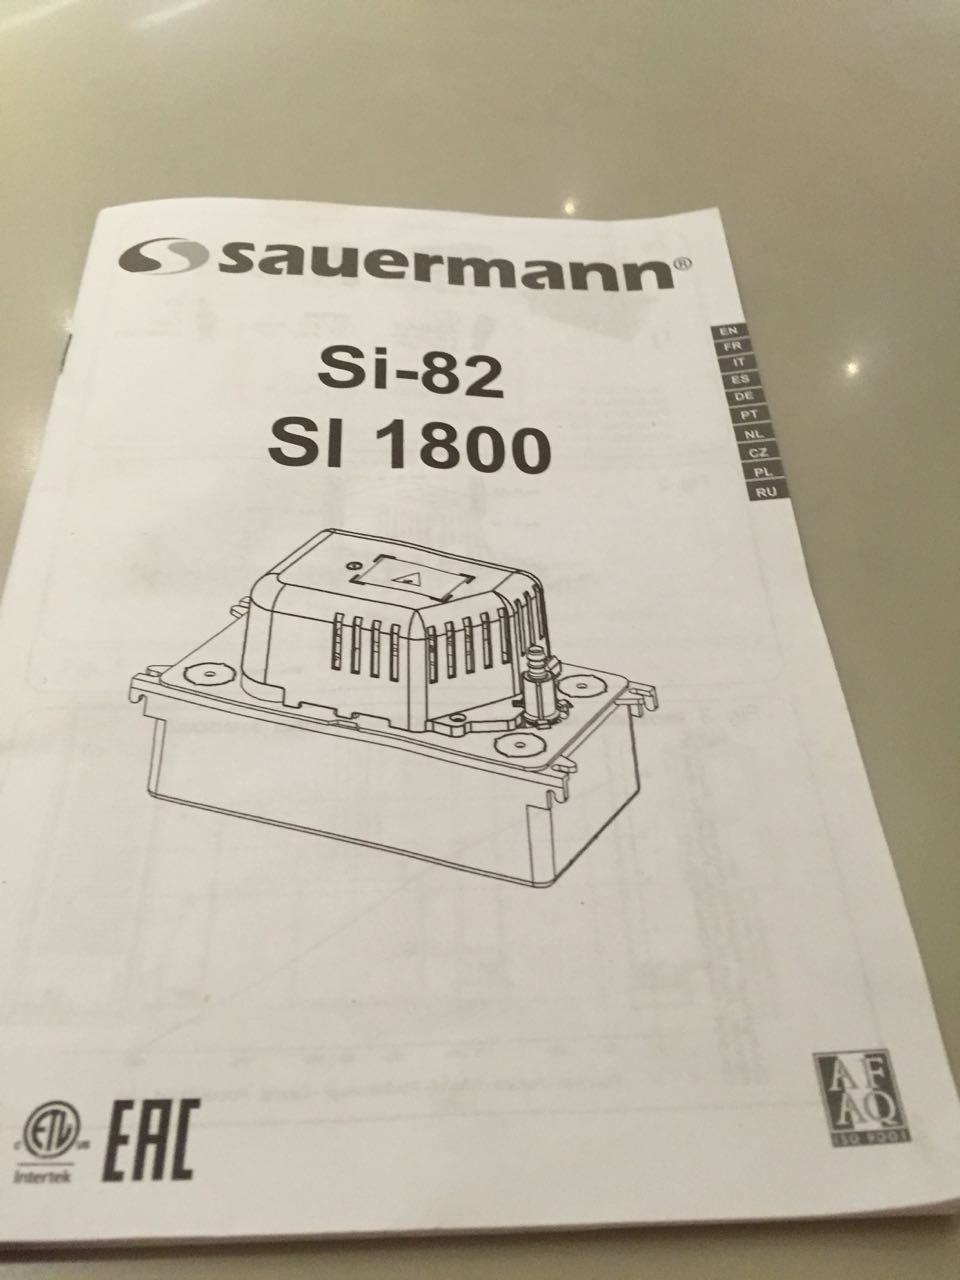 sauermann®
Si-82
SI 1800
EN
FR
IT
ES
DE
PT
NL
CZ
PL
RU
C ETL US
Intertek
EAC
AF
AQ
ISO 9001